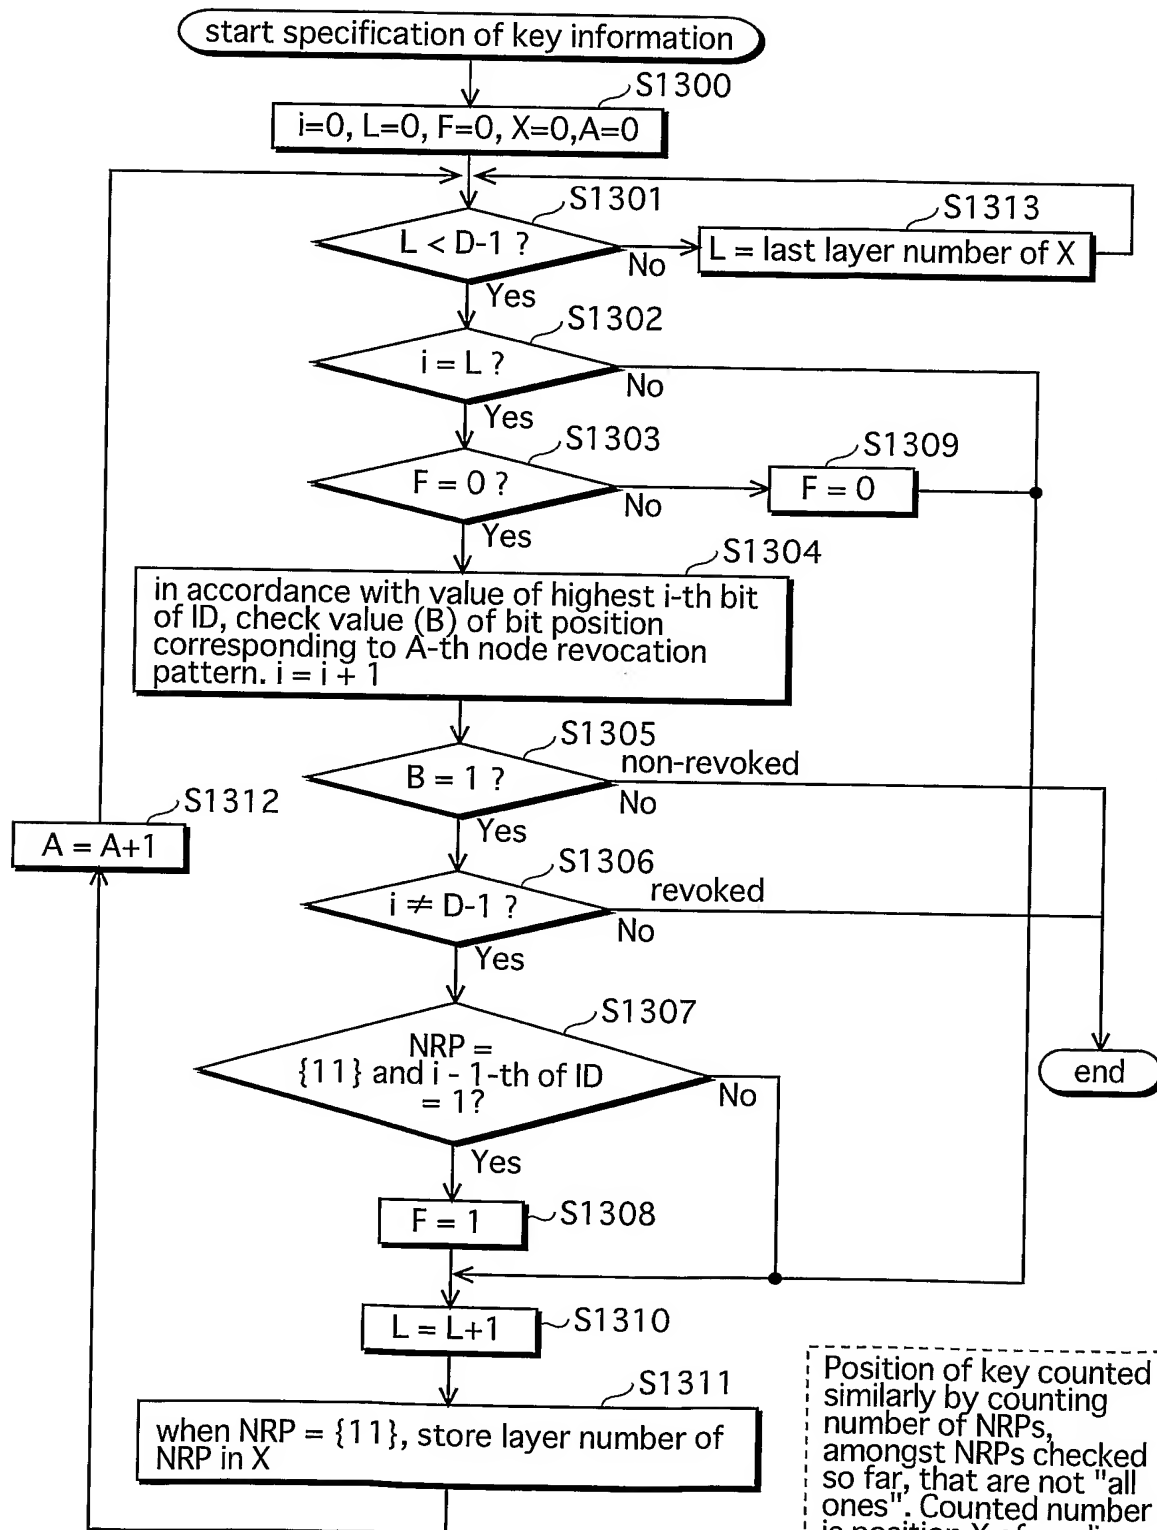 start specification of key information
S1300
i=0, L=0, F=0, X=0,A=0
S1301
L < D-1 ?
No
Yes
S1313
L = last layer number of X
S1302
i = L ?
No
Yes
S1303
F = 0 ?
No
Yes
S1309
F = 0
S1304
in accordance with value of highest i-th bit
of ID, check value (B) of bit position
corresponding to A-th node revocation
pattern. i = i + 1
S1305
B = 1 ?
non-revoked
No
Yes
S1312
A = A+1
S1306
i ≠ D-1 ?
revoked
No
Yes
S1307
NRP =
{11} and i - 1-th of ID
= 1?
No
Yes
end
F = 1
S1308
L = L+1
S1310
S1311
when NRP = {11}, store layer number of
NRP in X
Position of key counted
similarly by counting
number of NRPs,
amongst NRPs checked
so far, that are not "all
ones". Counted number
is position X of